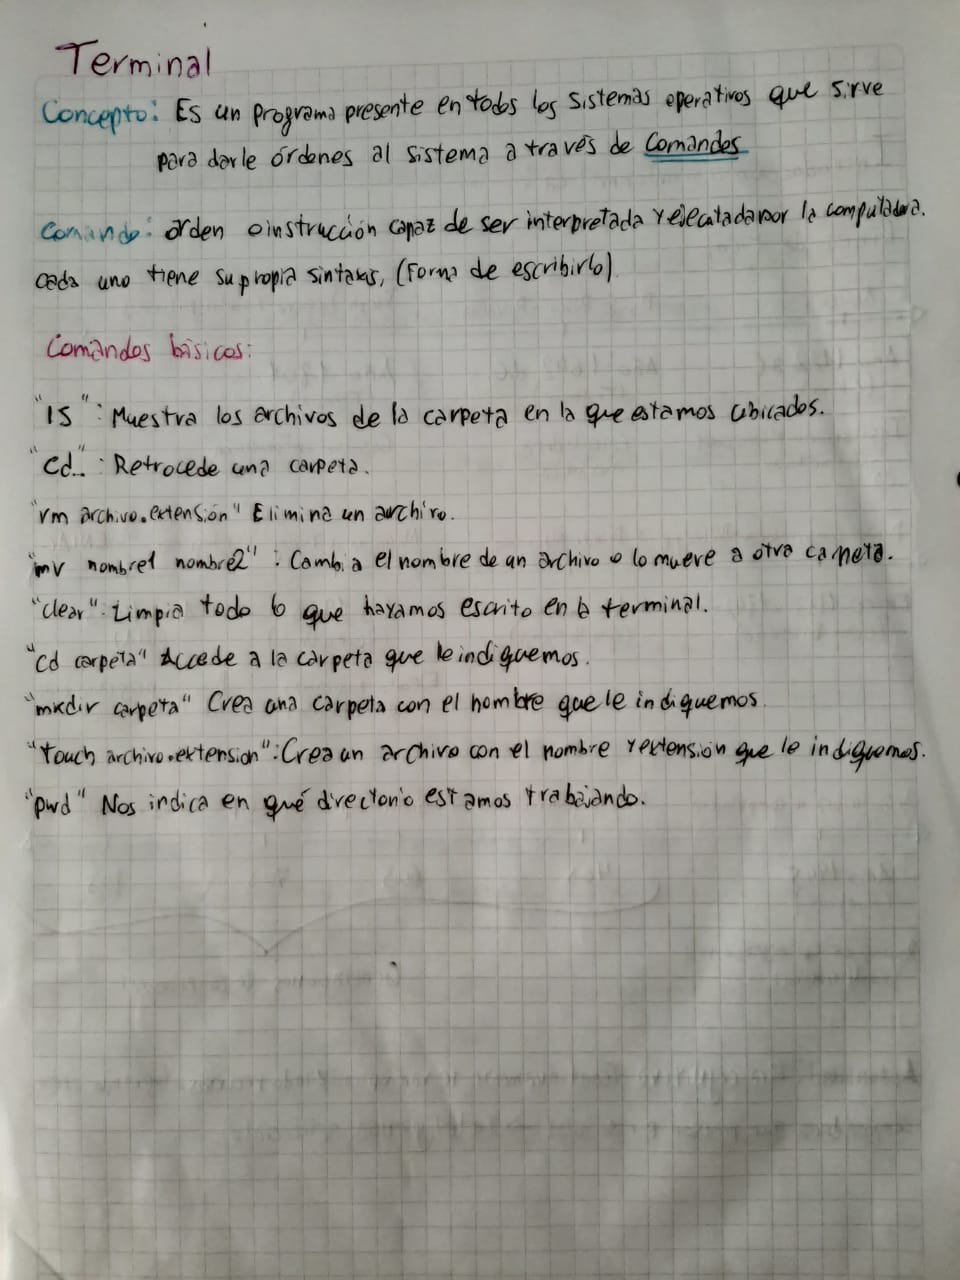 Terminal
Concepto: Es un programa presente en todos los sistemas operativos que sirve
para darle órdenes al sistema a través de Comandos
Comando: orden o instrucción capaz de ser interpretada y ejecutada por la computadora.
cada uno tiene su propia sintaxis, (Forma de escribirlo).
Comandos básicos:
"ls": Muestra los archivos de la carpeta en la que estamos ubicados.
"cd..": Retrocede una carpeta.
"rm archivo.extensión" Elimina un archivo.
"mv nombre1 nombre2": Cambia el nombre de un archivo o lo mueve a otra carpeta.
"clear": Limpia todo lo que hayamos escrito en la terminal.
"cd carpeta" Accede a la carpeta que le indiquemos.
"mkdir carpeta" Crea una carpeta con el nombre que le indiquemos.
"touch archivo.extension": Crea un archivo con el nombre y extensión que le indiquemos.
"pwd" Nos indica en qué directorio estamos trabajando.